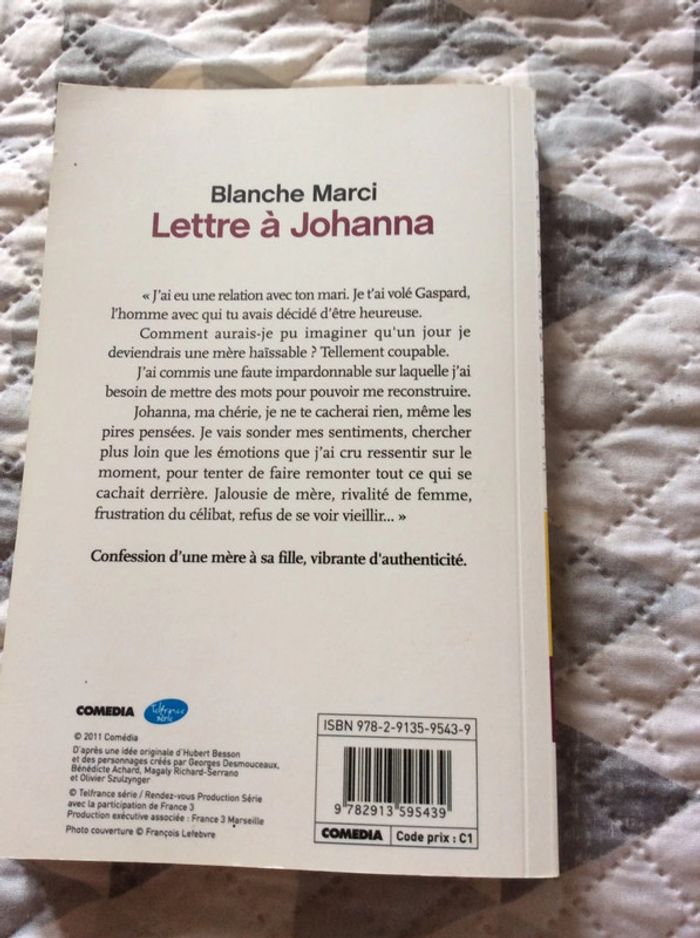 Blanche Marci
Lettre à Johanna
« J'ai eu une relation avec ton mari. Je t'ai volé Gaspard,
l'homme avec qui tu avais décidé d'être heureuse.
Comment aurais-je pu imaginer qu'un jour je
deviendrais une mère haïssable ? Tellement coupable.
J'ai commis une faute impardonnable sur laquelle j'ai
besoin de mettre des mots pour pouvoir me reconstruire.
Johanna, ma chérie, je ne te cacherai rien, même les
pires pensées. Je vais sonder mes sentiments, chercher
plus loin que les émotions que j'ai cru ressentir sur le
moment, pour tenter de faire remonter tout ce qui se
cachait derrière. Jalousie de mère, rivalité de femme,
frustration du célibat, refus de se voir vieillir... »
Confession d'une mère à sa fille, vibrante d'authenticité.
COMEDIA
Telfrance
série
© 2011 Comédia
D'après une idée originale d'Hubert Besson
et des personnages créés par Georges Desmouceaux,
Bénédicte Achard, Magaly Richard-Serrano
et Olivier Szulzynger
© Telfrance série / Rendez-vous Production Série
avec la participation de France 3
Production exécutive associée : France 3 Marseille
Photo couverture © François Lefebvre
ISBN 978-2-9135-9543-9
9 782913 595439
COMEDIA
Code prix : C1